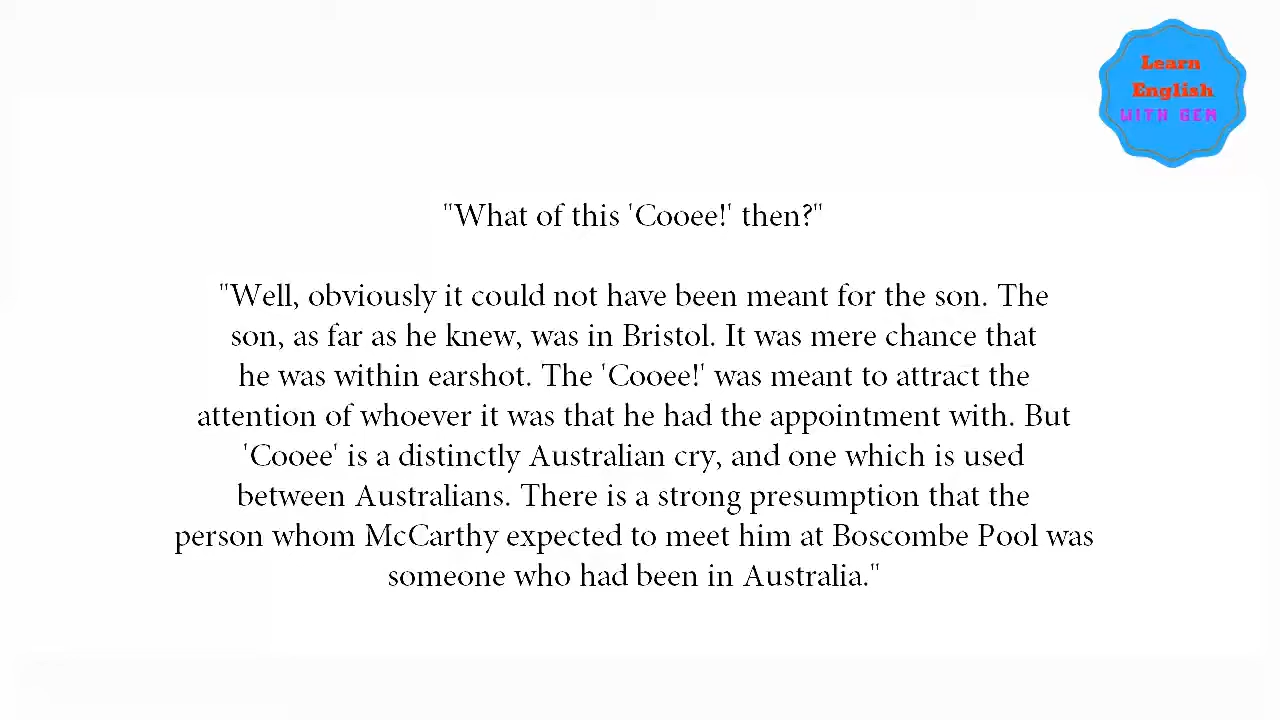 Learn
English
WITH GEM
"What of this 'Cooee!' then?"
"Well, obviously it could not have been meant for the son. The
son, as far as he knew, was in Bristol. It was mere chance that
he was within earshot. The 'Cooee!' was meant to attract the
attention of whoever it was that he had the appointment with. But
'Cooee' is a distinctly Australian cry, and one which is used
between Australians. There is a strong presumption that the
person whom McCarthy expected to meet him at Boscombe Pool was
someone who had been in Australia."